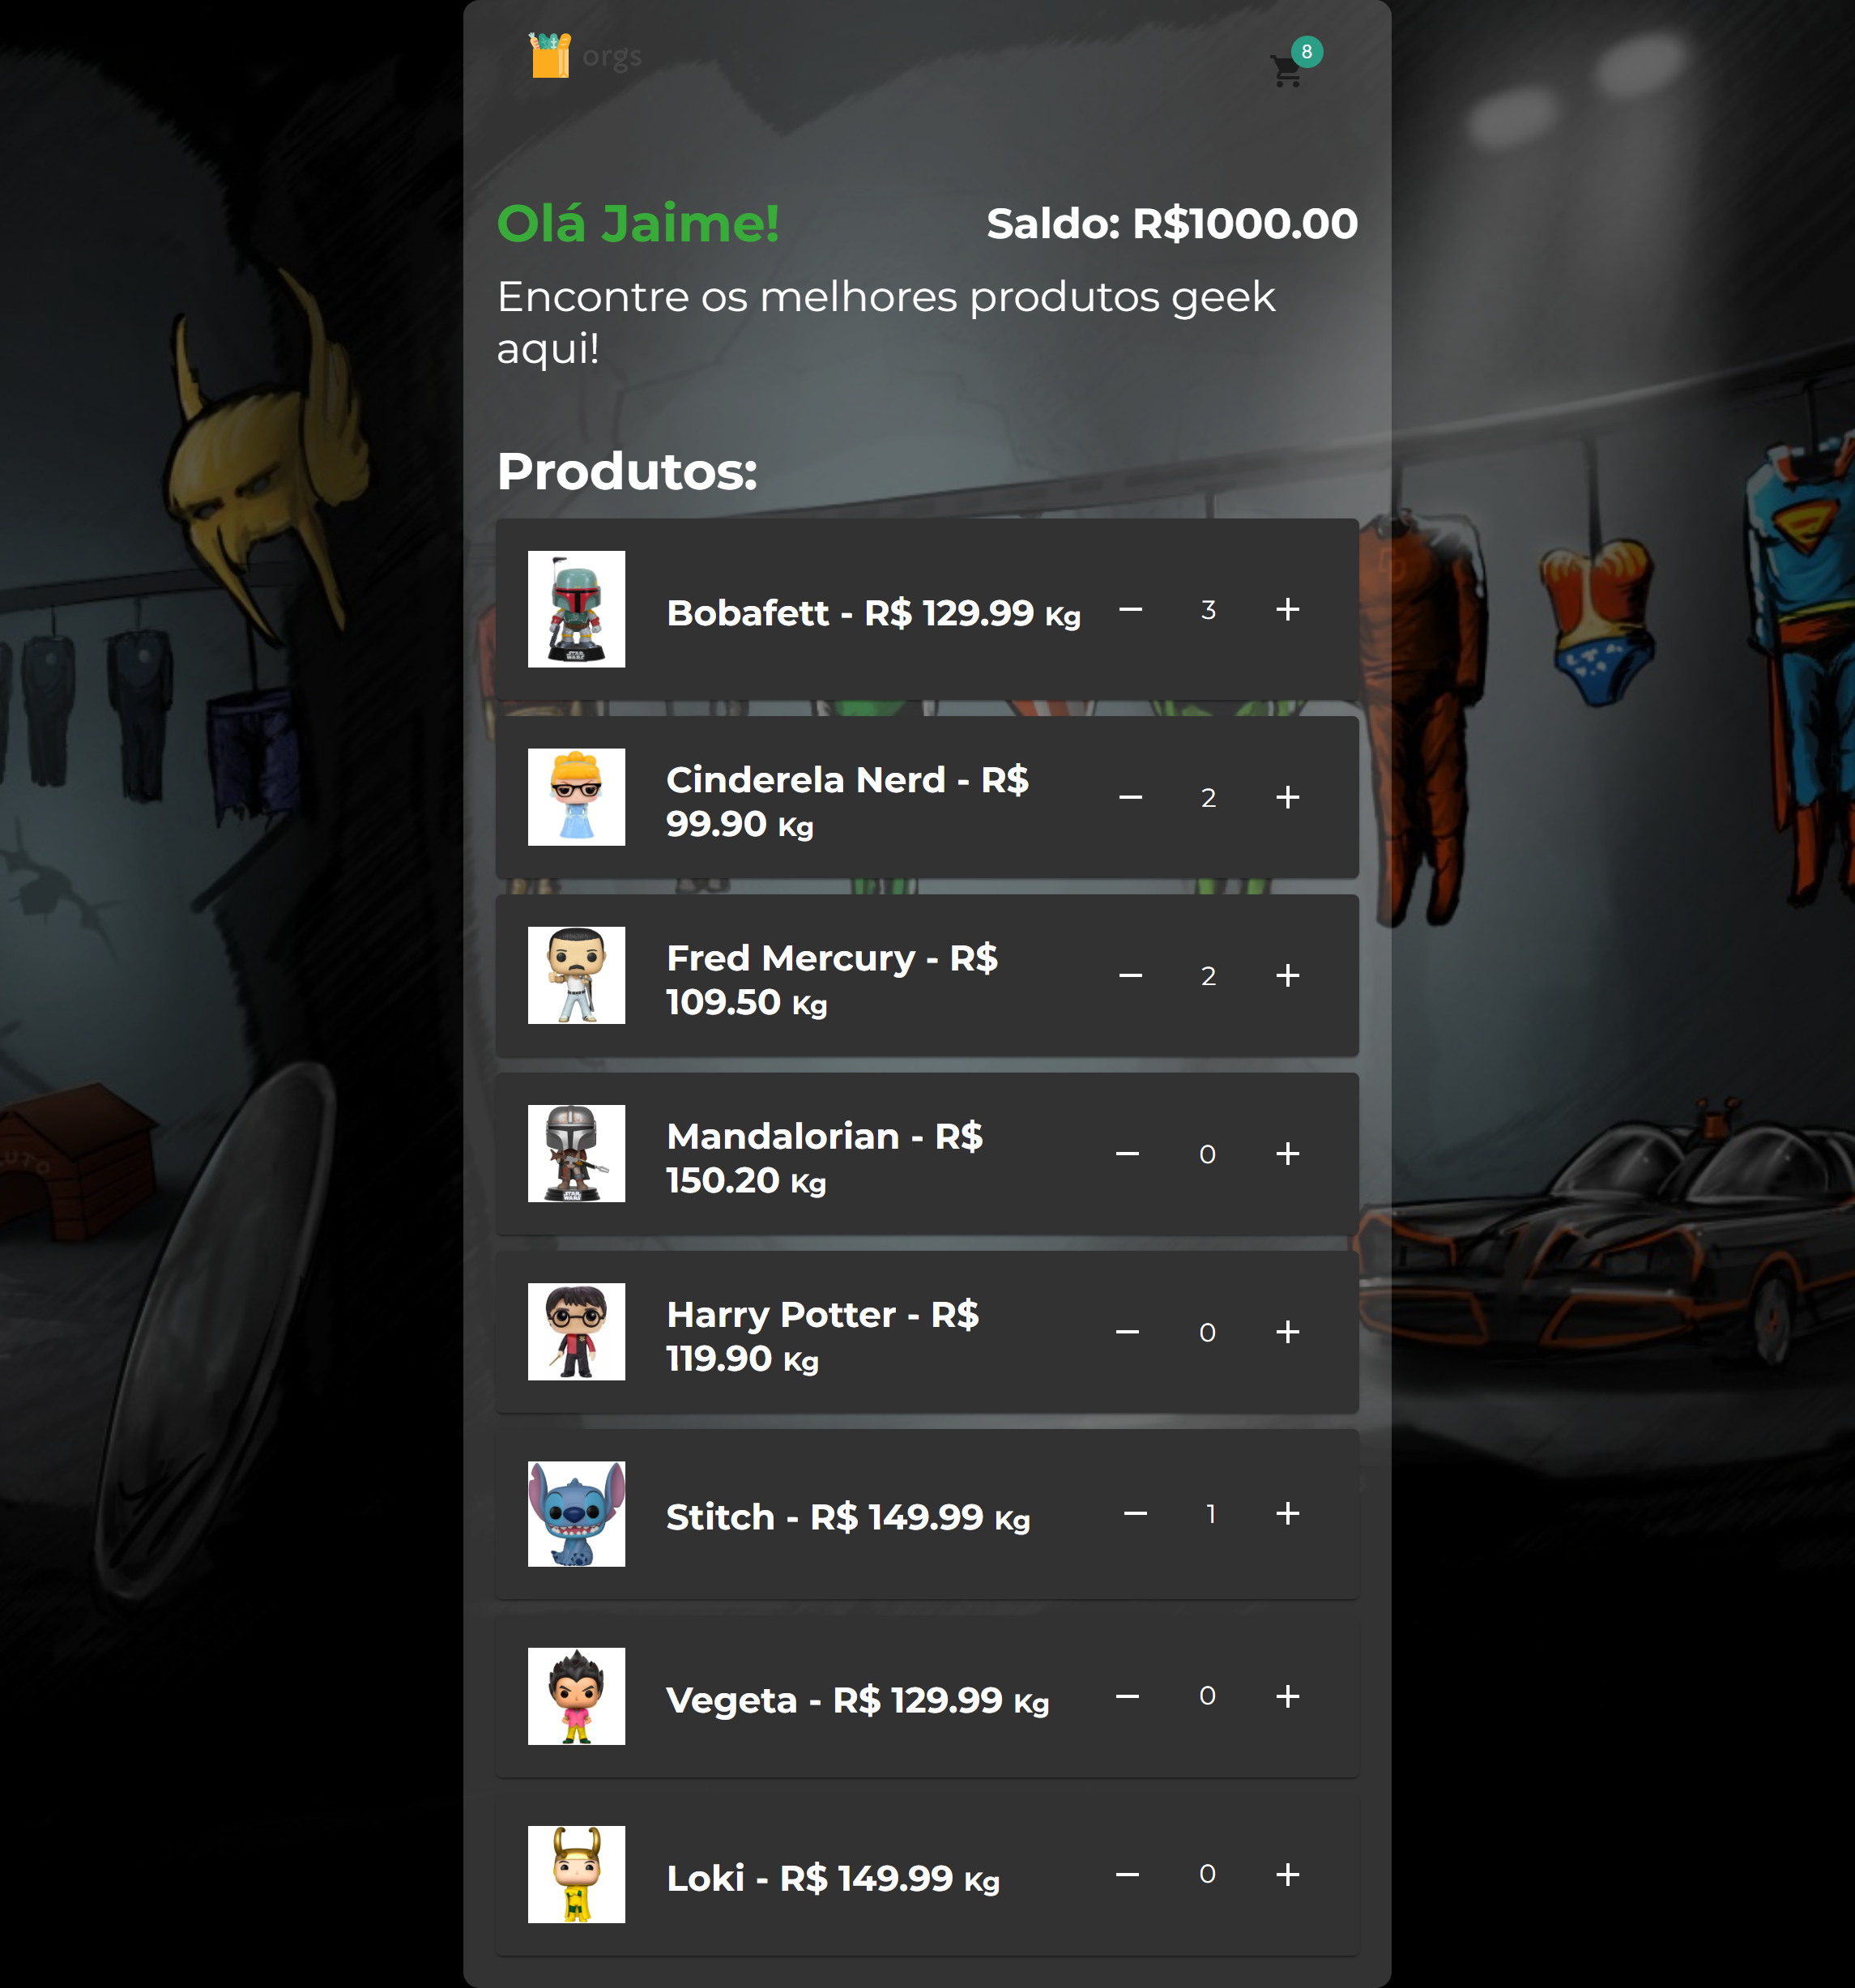 orgs
8
Olá Jaime!
Saldo: R$1000.00
Encontre os melhores produtos geek
aqui!
Produtos:
Bobafett - R$ 129.99 Kg
3
Cinderela Nerd - R$
99.90 Kg
2
Fred Mercury - R$
109.50 Kg
2
Mandalorian - R$
150.20 Kg
0
Harry Potter - R$
119.90 Kg
0
Stitch - R$ 149.99 Kg
1
Vegeta - R$ 129.99 Kg
0
Loki - R$ 149.99 Kg
0